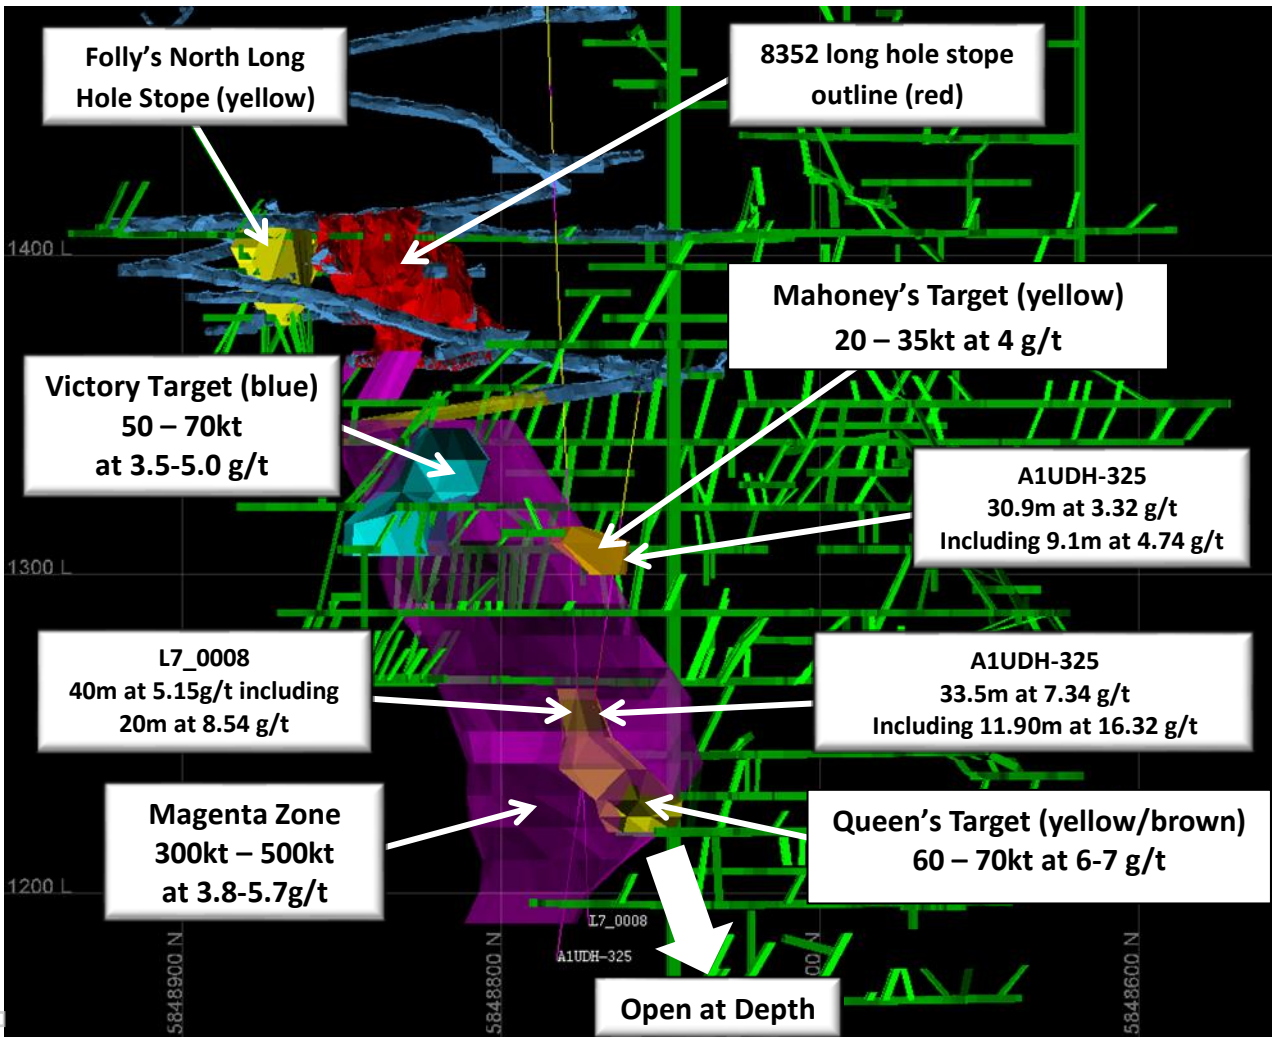 Folly's North Long
Hole Stope (yellow)
8352 long hole stope
outline (red)
1400 L
Mahoney's Target (yellow)
20 – 35kt at 4 g/t
Victory Target (blue)
50 – 70kt
at 3.5-5.0 g/t
A1UDH-325
30.9m at 3.32 g/t
Including 9.1m at 4.74 g/t
1300 L
L7_0008
40m at 5.15g/t including
20m at 8.54 g/t
A1UDH-325
33.5m at 7.34 g/t
Including 11.90m at 16.32 g/t
Magenta Zone
300kt – 500kt
at 3.8-5.7g/t
Queen's Target (yellow/brown)
60 – 70kt at 6-7 g/t
1200 L
L7_0008
A1UDH-325
5848900 N
5848800 N
00 N
5848600 N
Open at Depth